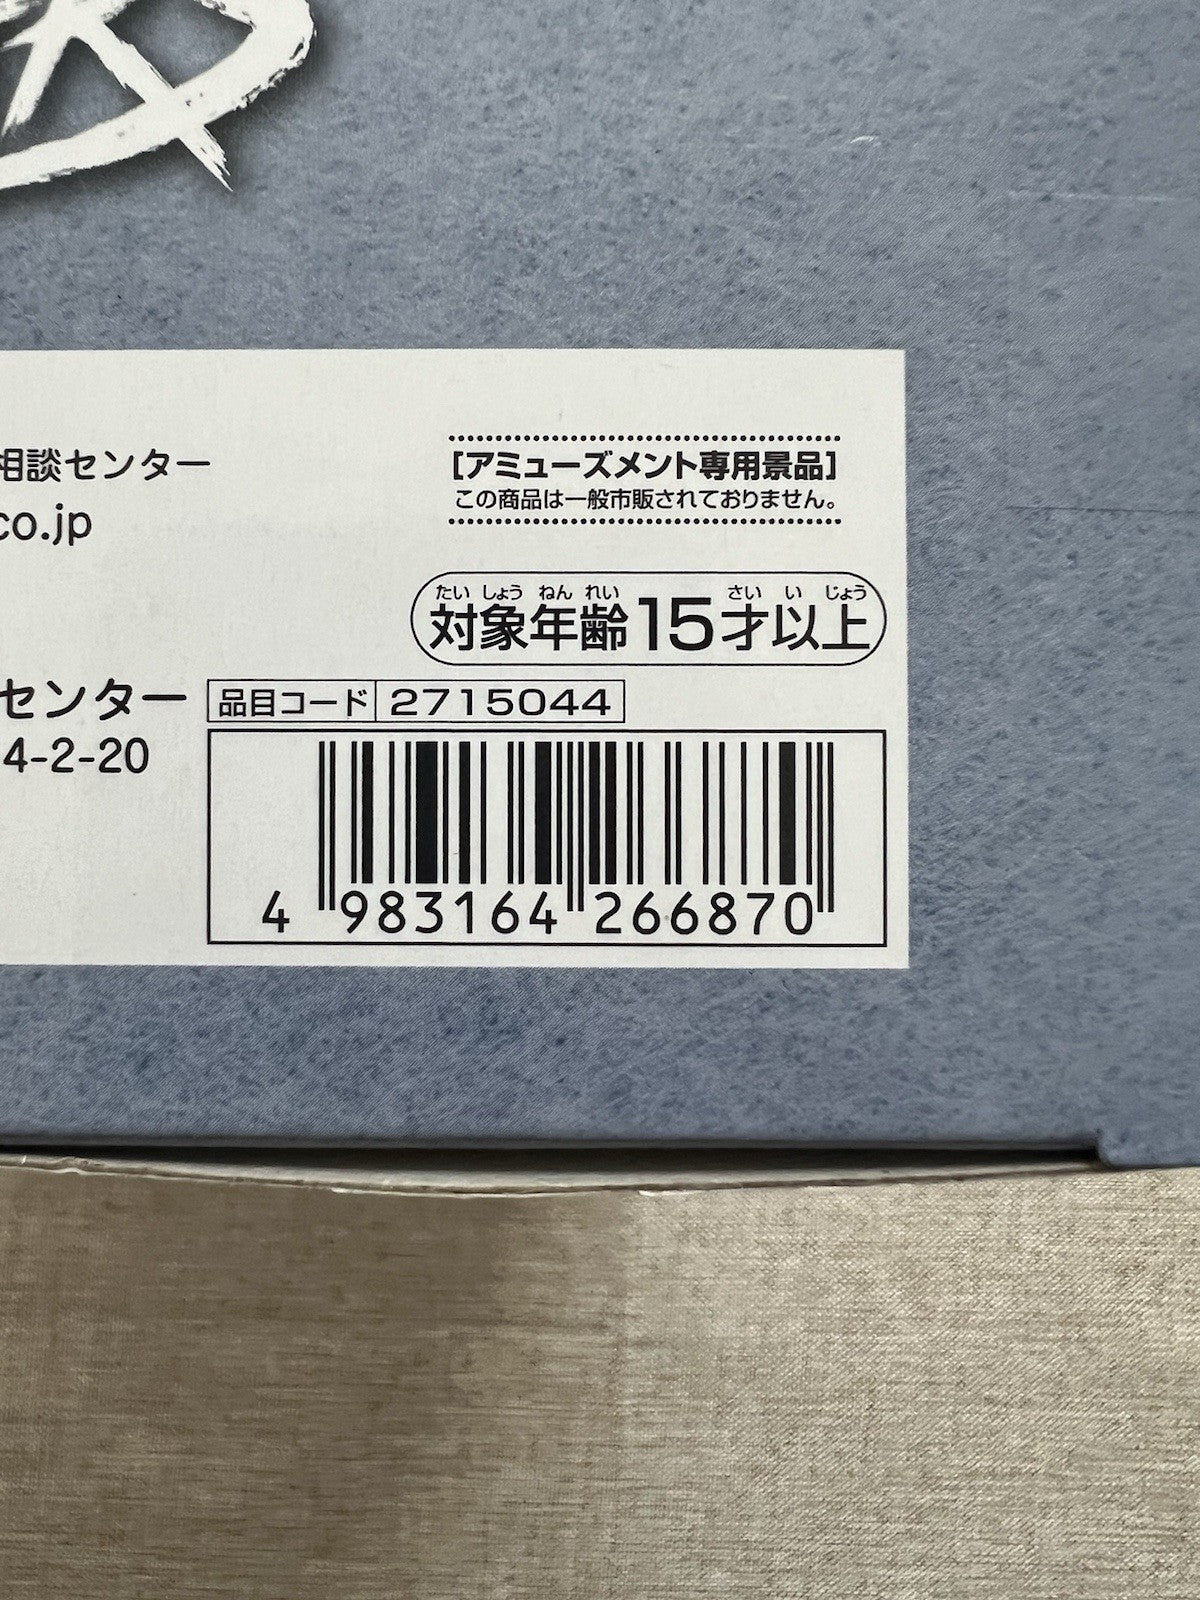 相談センター
co.jp
[アミューズメント専用景品]
この商品は一般市販されておりません。
たい しょう ねん れい さい い じょう
対象年齢15才以上
センター
品目コード 2715044
4-2-20
4 983164 266870